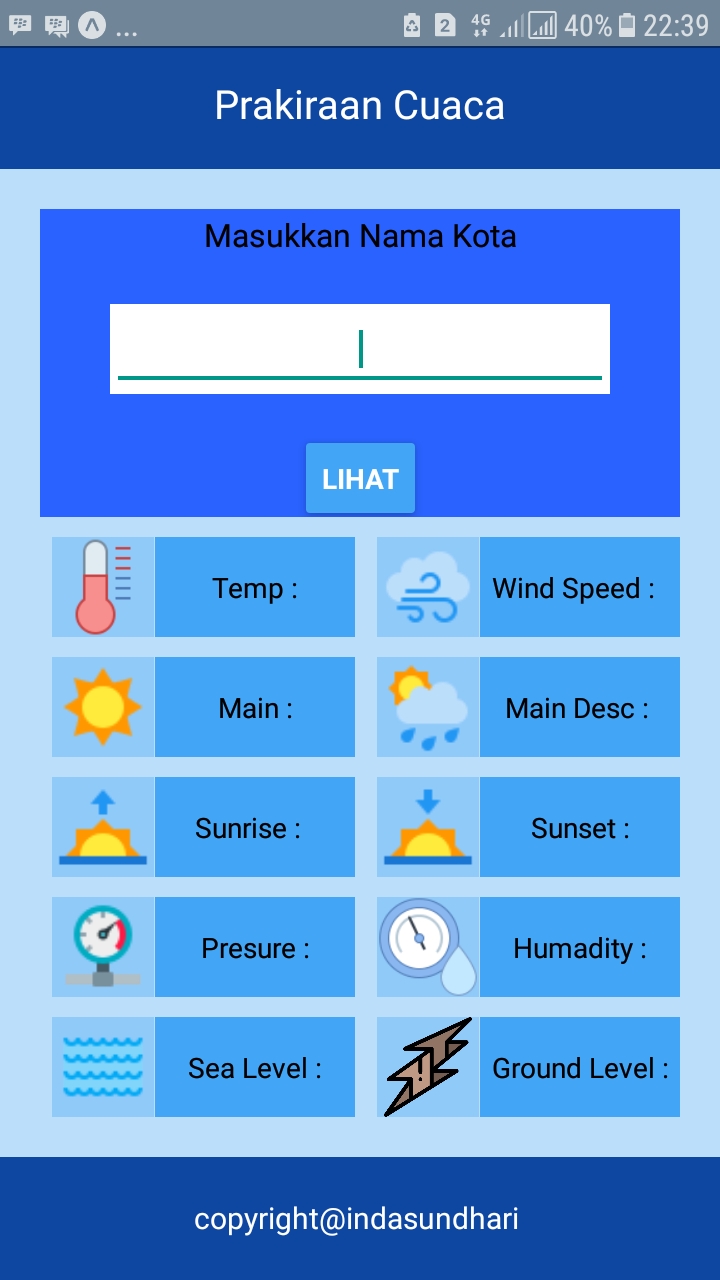 ... 2 4G 40% 22:39
Prakiraan Cuaca
Masukkan Nama Kota
LIHAT
Temp :
Wind Speed :
Main :
Main Desc :
Sunrise :
Sunset :
Presure :
Humadity :
Sea Level :
Ground Level :
copyright@indasundhari